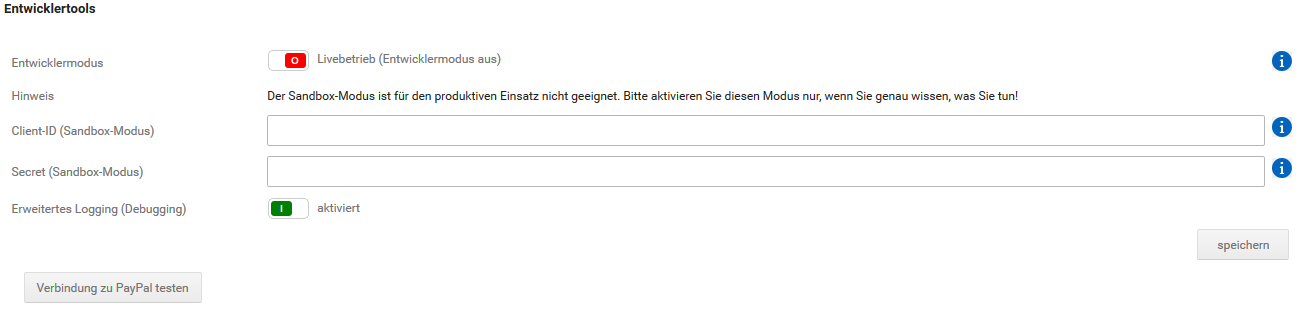 Entwicklertools
Entwicklermodus O Livebetrieb (Entwicklermodus aus) i
Hinweis Der Sandbox-Modus ist für den produktiven Einsatz nicht geeignet. Bitte aktivieren Sie diesen Modus nur, wenn Sie genau wissen, was Sie tun!
Client-ID (Sandbox-Modus) i
Secret (Sandbox-Modus) i
Erweitertes Logging (Debugging) I aktiviert
speichern
Verbindung zu PayPal testen